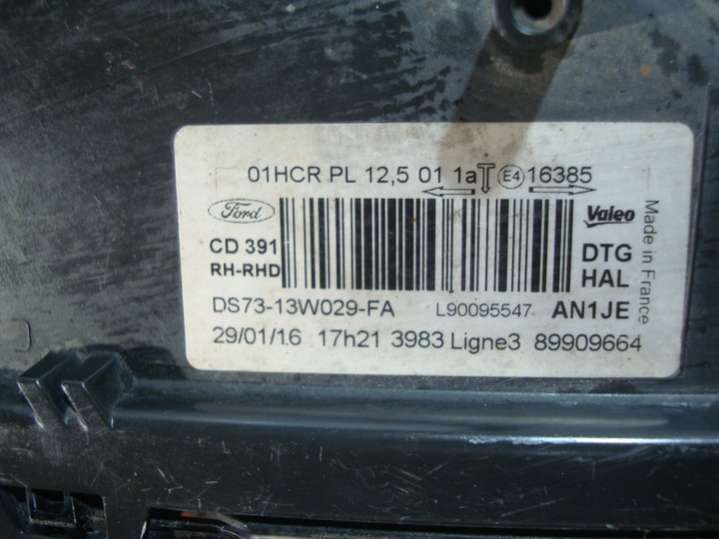 01HCR PL 12,5 01 1a E4 16385
Ford
Valeo
CD 391
RH-RHD
DTG
HAL
Made in France
DS73-13W029-FA L90095547 AN1JE
29/01/16 17h21 3983 Ligne3 89909664